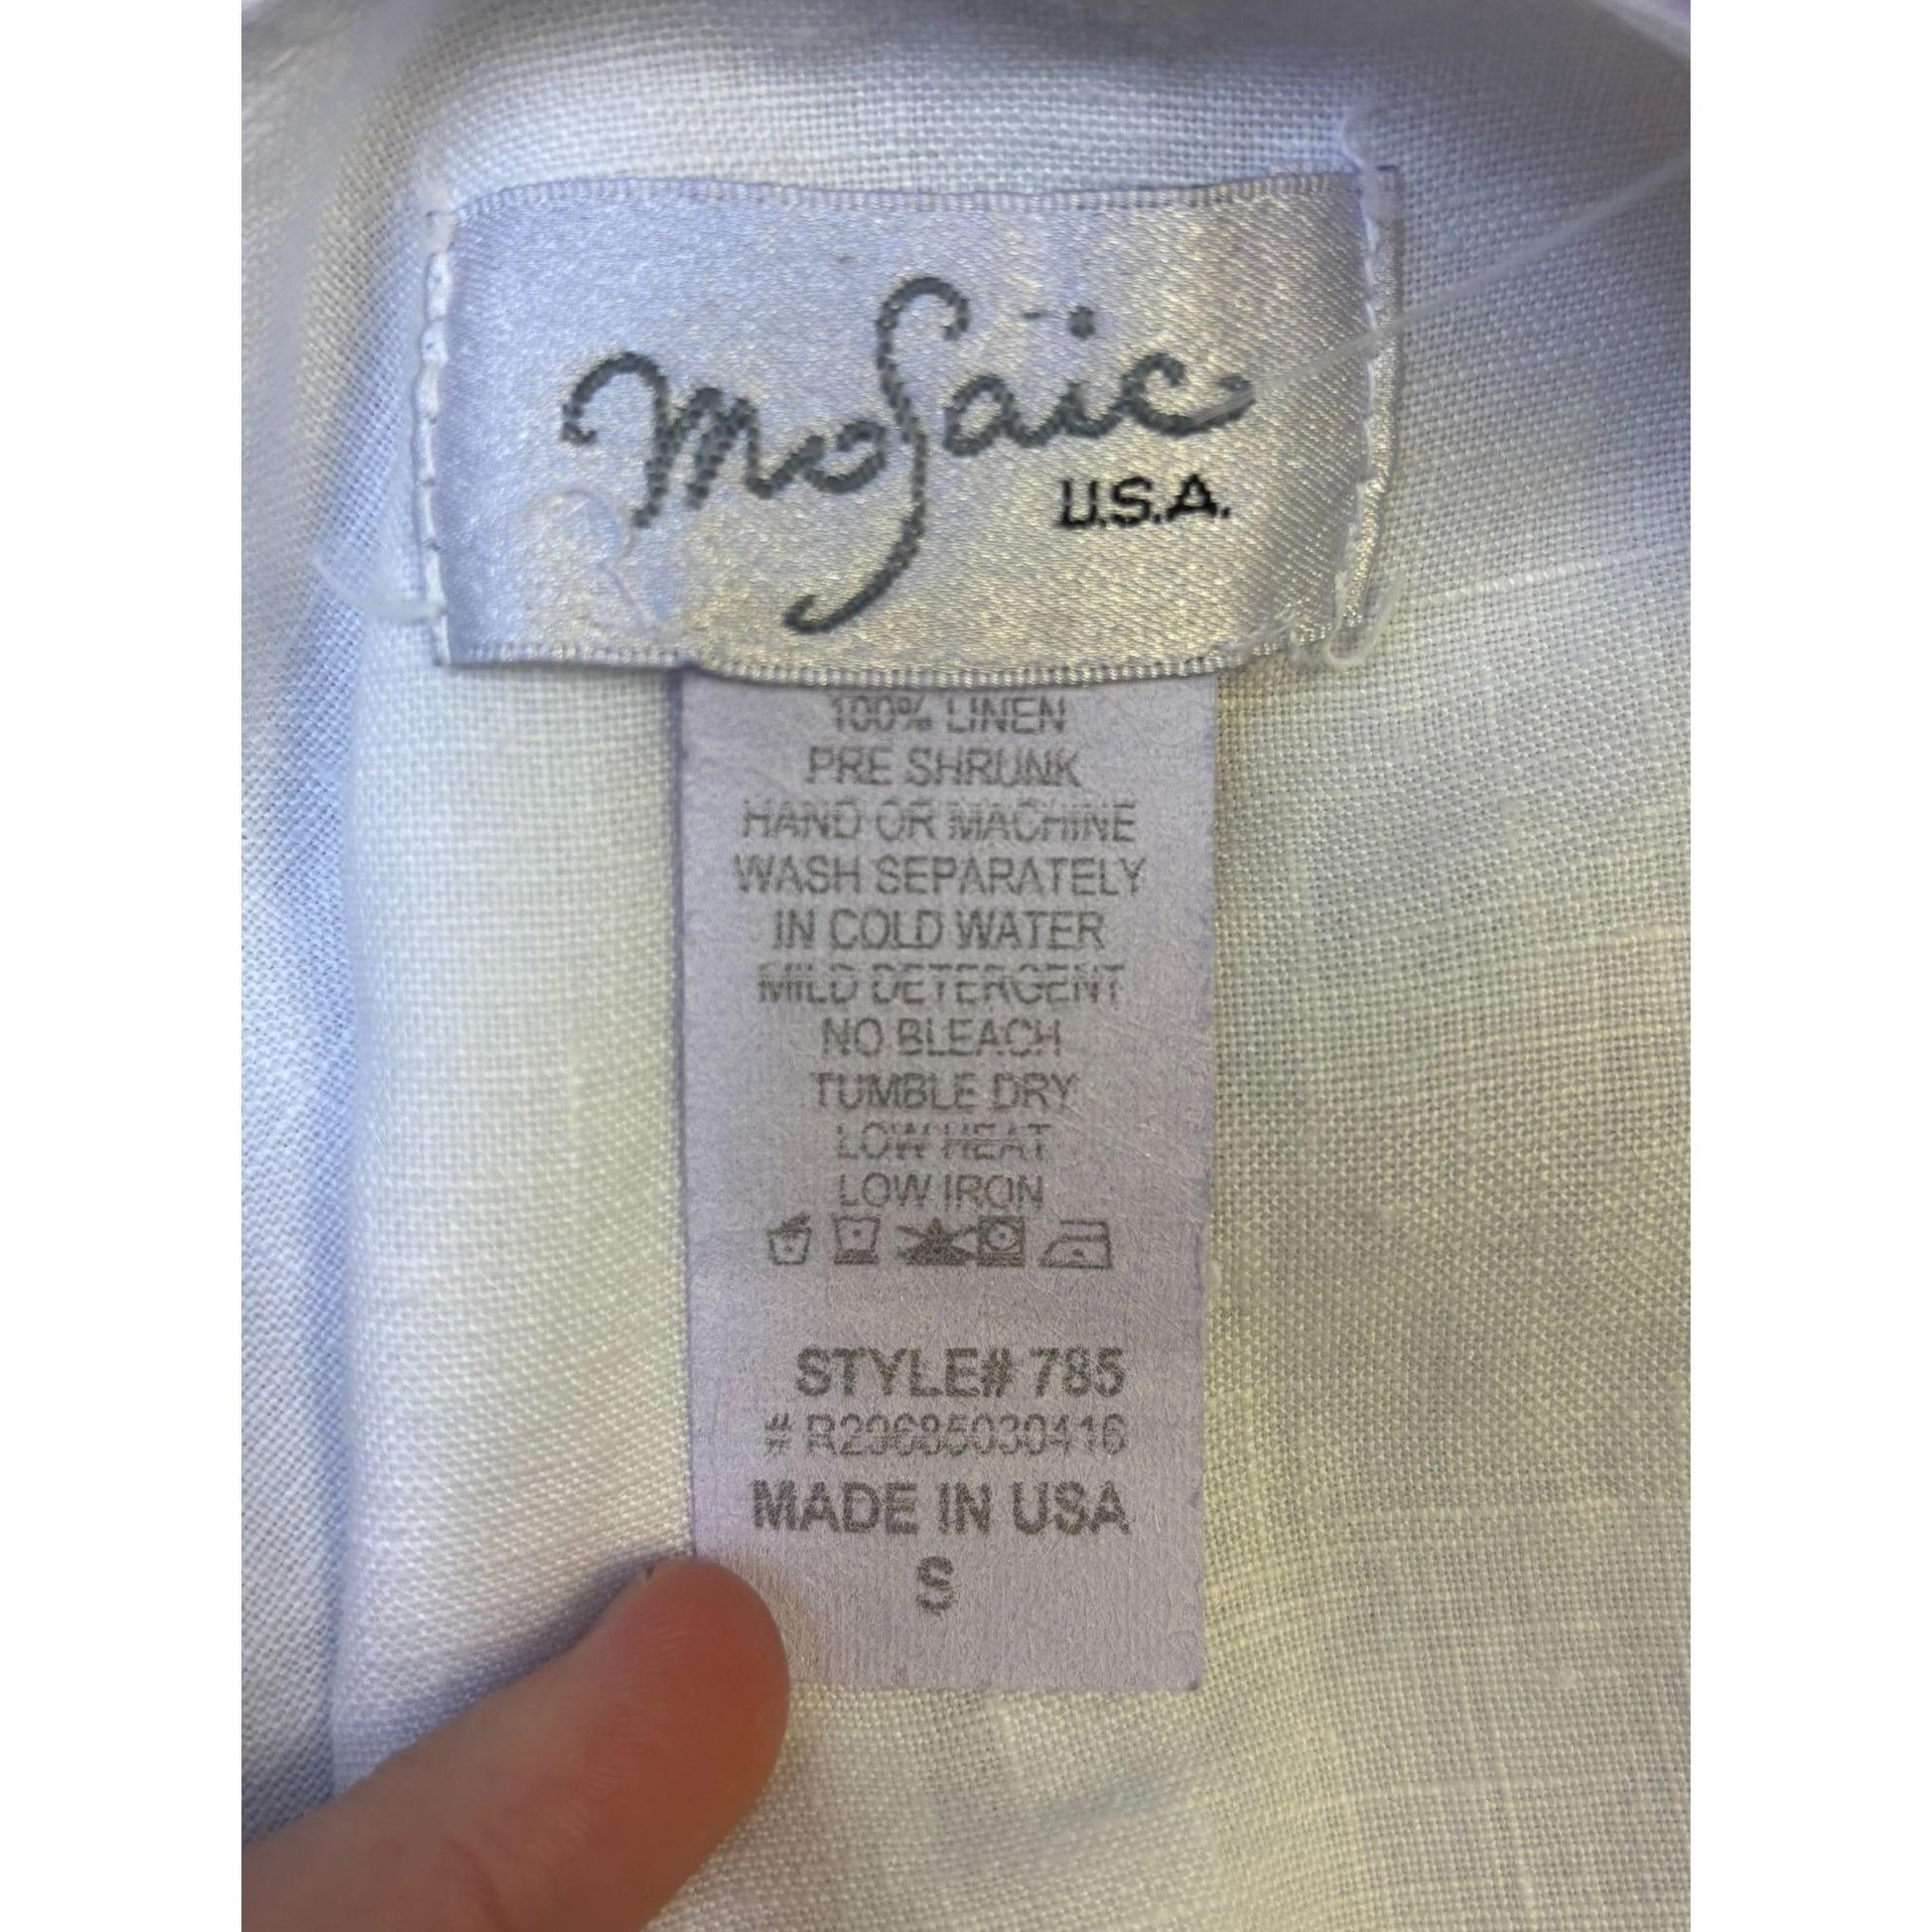 moSaic
U.S.A.
100% LINEN
PRE SHRUNK
HAND OR MACHINE
WASH SEPARATELY
IN COLD WATER
MILD DETERGENT
NO BLEACH
TUMBLE DRY
LOW HEAT
LOW IRON
STYLE# 785
# R29685030416
MADE IN USA
S